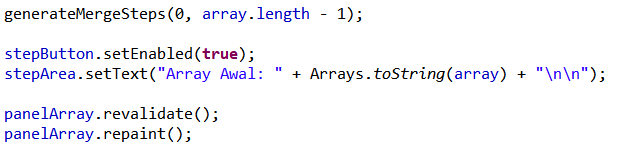 generateMergeSteps(0, array.length - 1);
stepButton.setEnabled(true);
stepArea.setText("Array Awal: " + Arrays.toString(array) + "\n\n");
panelArray.revalidate();
panelArray.repaint();